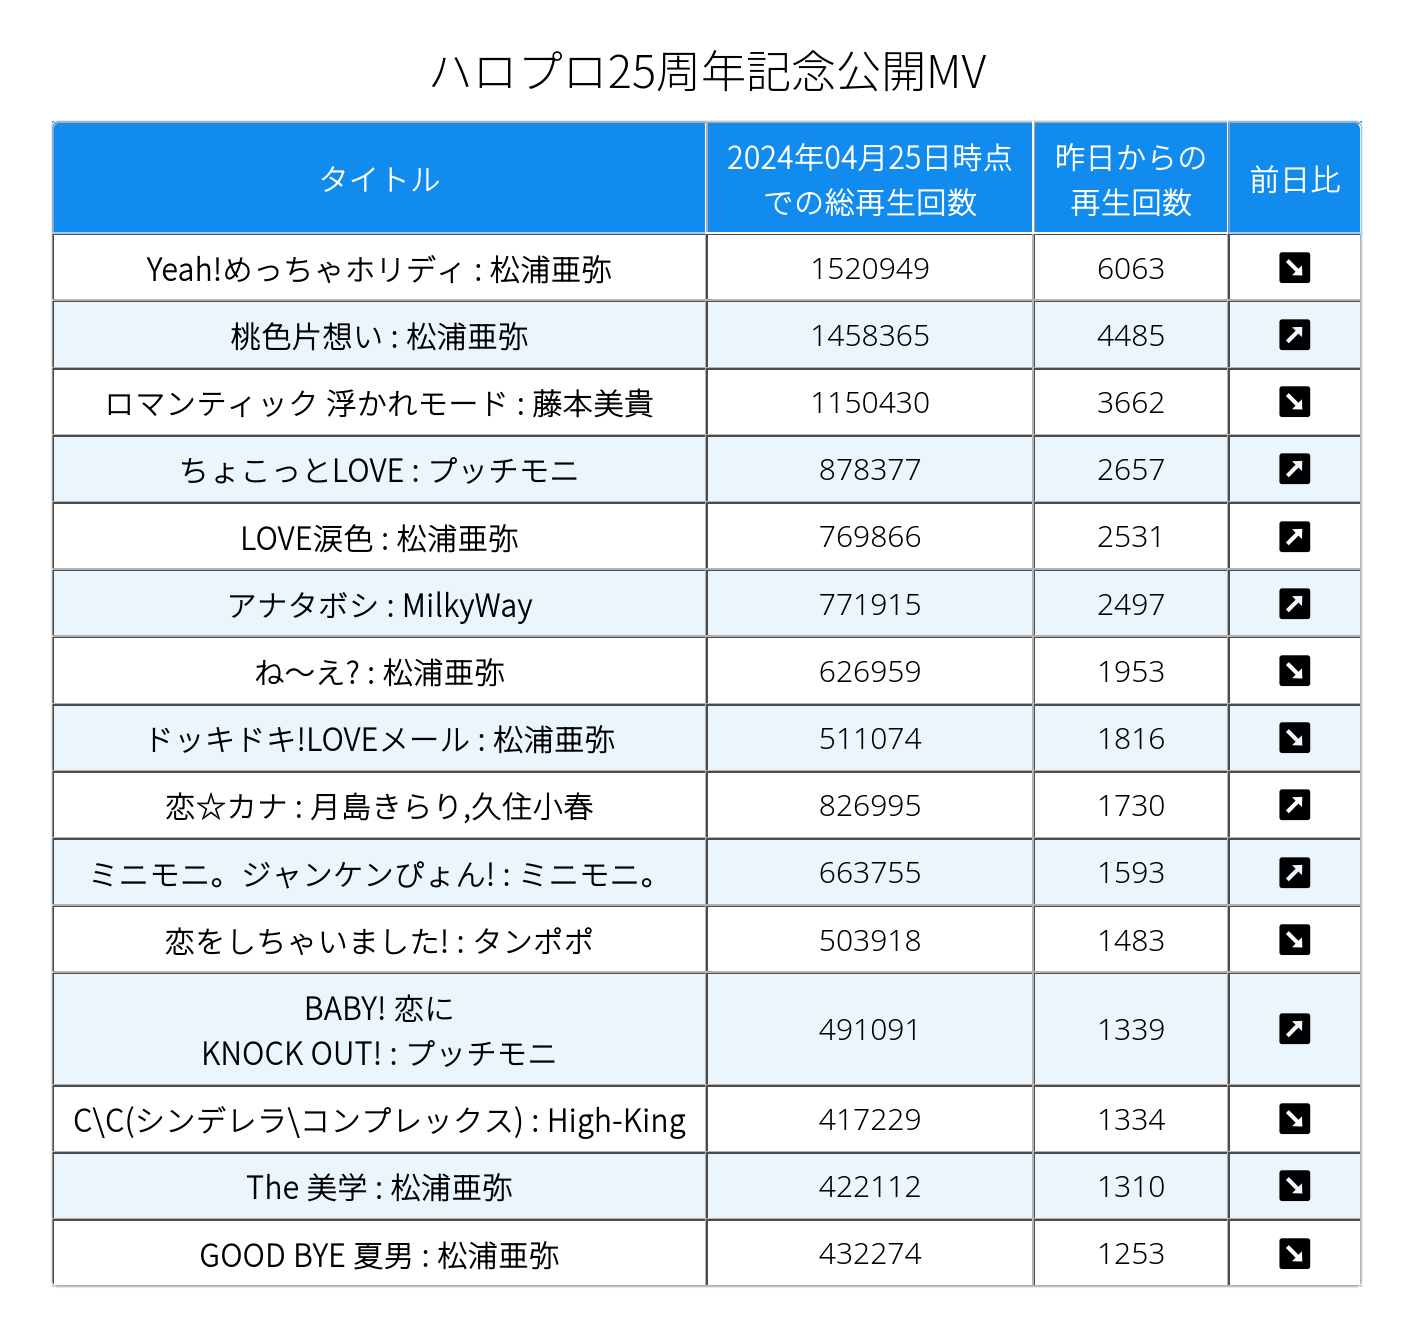 ハロプロ25周年記念公開MV
タイトル
2024年04月25日時点
での総再生回数
昨日からの
再生回数
前日比
Yeah!めっちゃホリディ : 松浦亜弥 1520949 6063 ↘
桃色片想い : 松浦亜弥 1458365 4485 ↗
ロマンティック 浮かれモード : 藤本美貴 1150430 3662 ↘
ちょこっとLOVE : プッチモニ 878377 2657 ↗
LOVE涙色 : 松浦亜弥 769866 2531 ↗
アナタボシ : MilkyWay 771915 2497 ↗
ね〜え? : 松浦亜弥 626959 1953 ↘
ドッキドキ!LOVEメール : 松浦亜弥 511074 1816 ↘
恋☆カナ : 月島きらり,久住小春 826995 1730 ↗
ミニモニ。ジャンケンぴょん! : ミニモニ。 663755 1593 ↗
恋をしちゃいました! : タンポポ 503918 1483 ↘
BABY! 恋に
KNOCK OUT! : プッチモニ 491091 1339 ↗
C\C(シンデレラ\コンプレックス) : High-King 417229 1334 ↘
The 美学 : 松浦亜弥 422112 1310 ↘
GOOD BYE 夏男 : 松浦亜弥 432274 1253 ↘